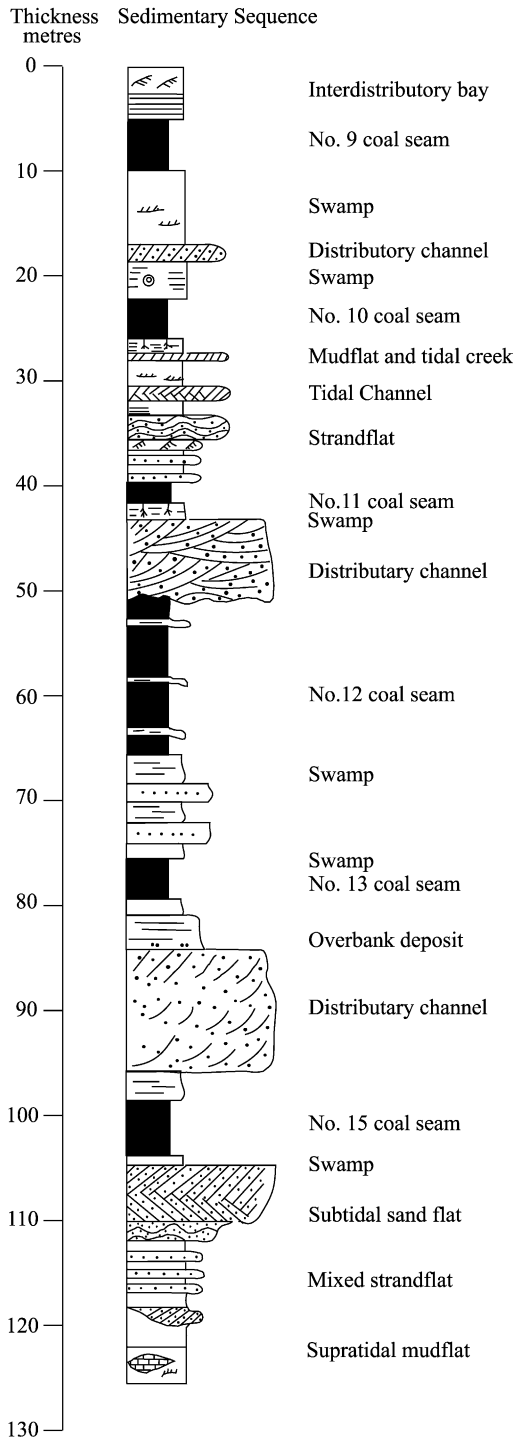 Thickness Sedimentary Sequence
metres
0
Interdistributory bay
No. 9 coal seam
10
Swamp
Distributory channel
20
Swamp
No. 10 coal seam
Mudflat and tidal creek
30
Tidal Channel
Strandflat
40
No.11 coal seam
Swamp
Distributary channel
50
60
No.12 coal seam
Swamp
70
Swamp
No. 13 coal seam
80
Overbank deposit
90
Distributary channel
100
No. 15 coal seam
Swamp
110
Subtidal sand flat
Mixed strandflat
120
Supratidal mudflat
130